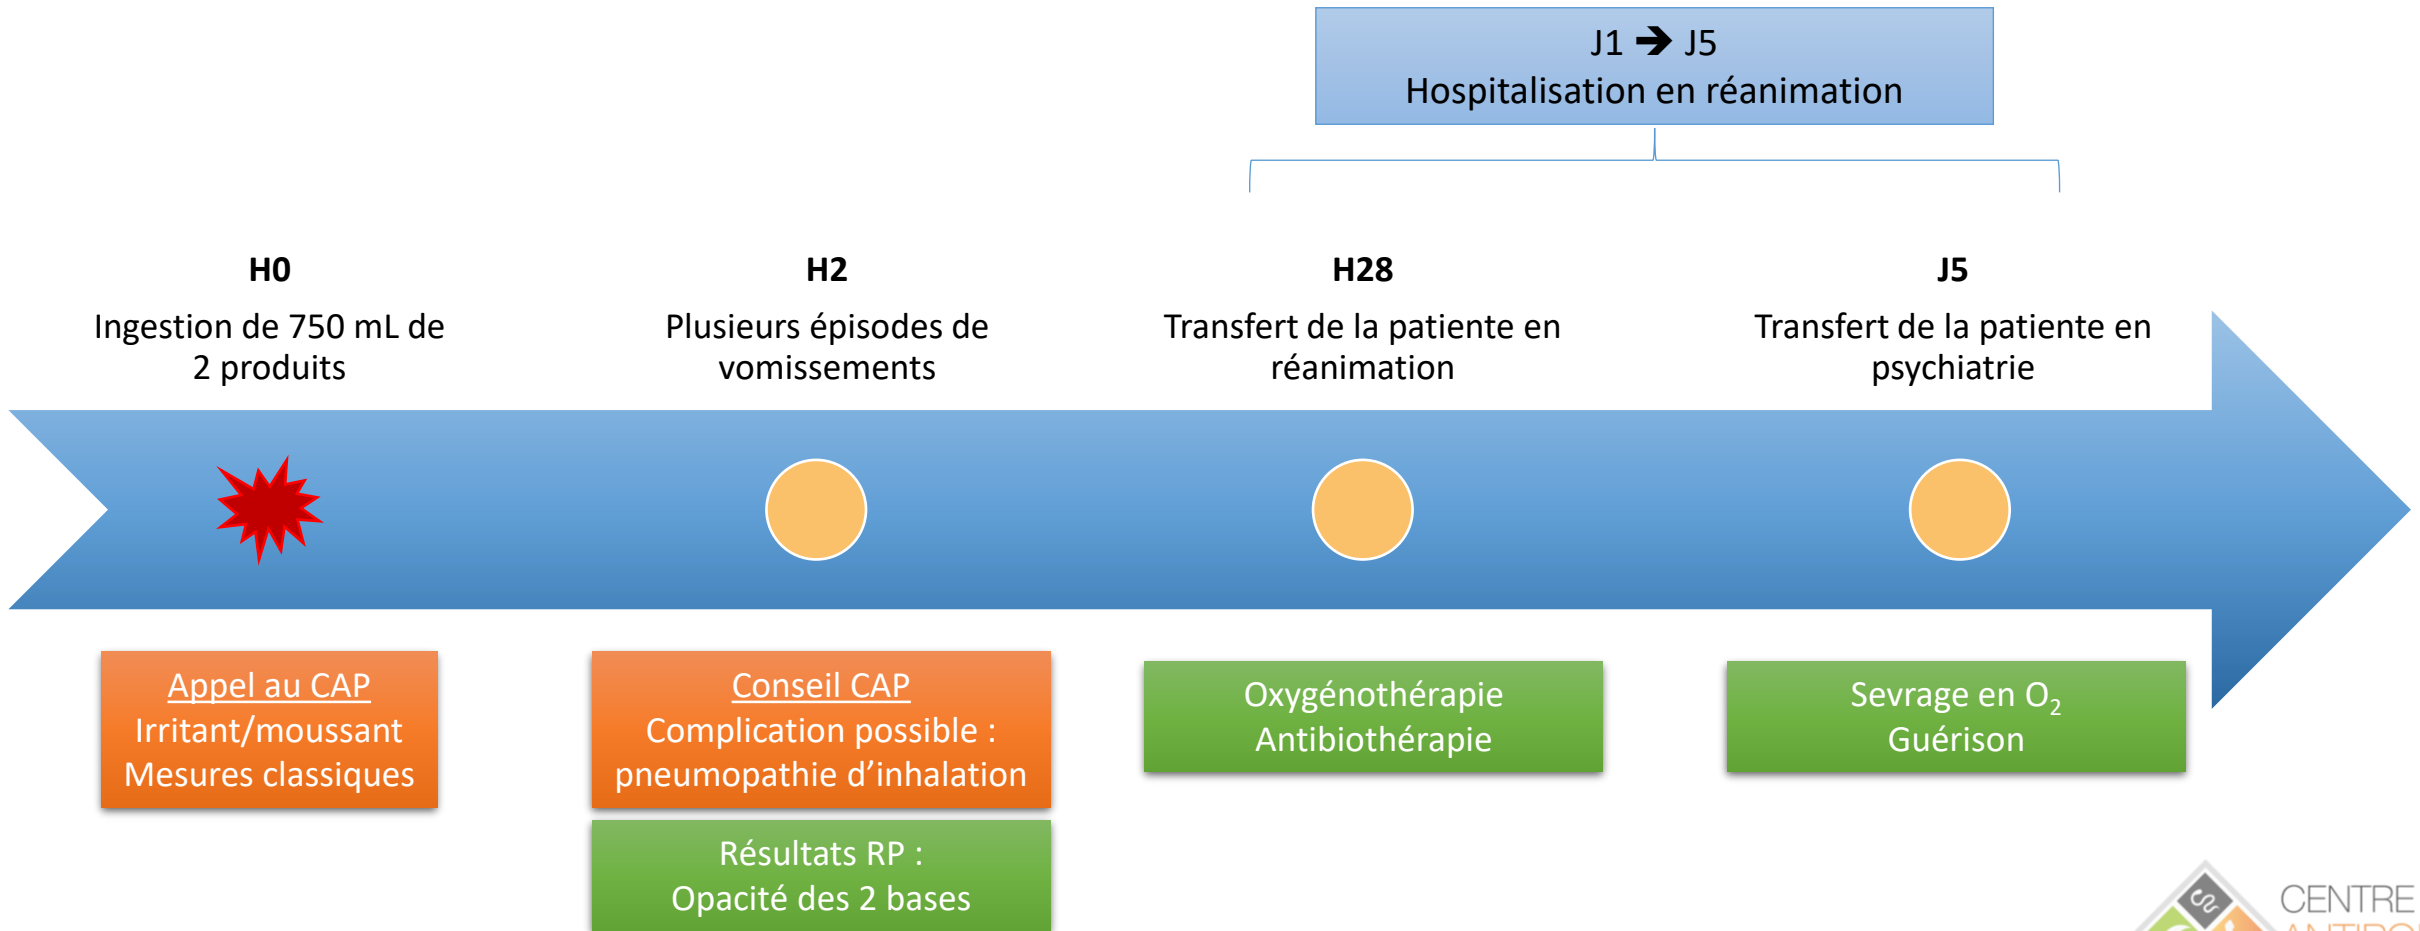 J1 ➔ J5
Hospitalisation en réanimation
H0
Ingestion de 750 mL de
2 produits
H2
Plusieurs épisodes de
vomissements
H28
Transfert de la patiente en
réanimation
J5
Transfert de la patiente en
psychiatrie
Appel au CAP
Irritant/moussant
Mesures classiques
Conseil CAP
Complication possible :
pneumopathie d’inhalation
Résultats RP :
Opacité des 2 bases
Oxygénothérapie
Antibiothérapie
Sevrage en O₂
Guérison
CENTRE